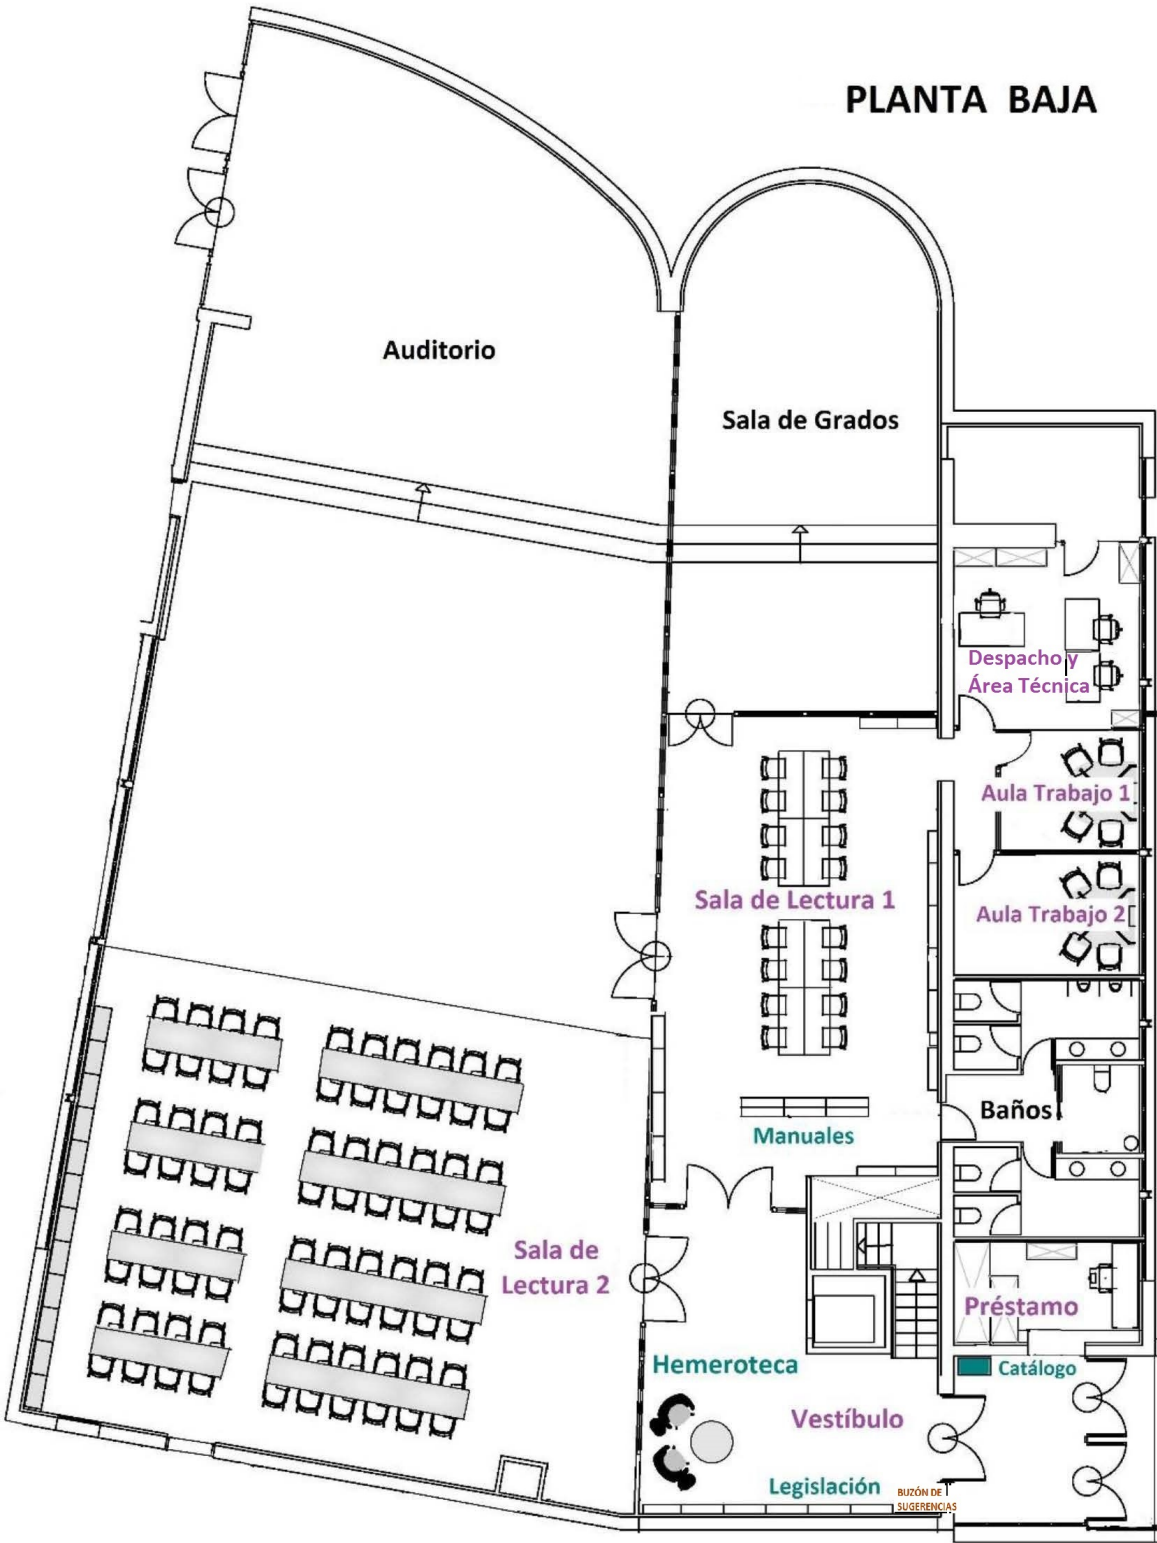 PLANTA BAJA
Auditorio
Sala de Grados
Despacho y
Área Técnica
Aula Trabajo 1
Sala de Lectura 1
Aula Trabajo 2
Baños
Manuales
Sala de
Lectura 2
Préstamo
Hemeroteca
Catálogo
Vestíbulo
Legislación
BUZÓN DE
SUGERENCIAS